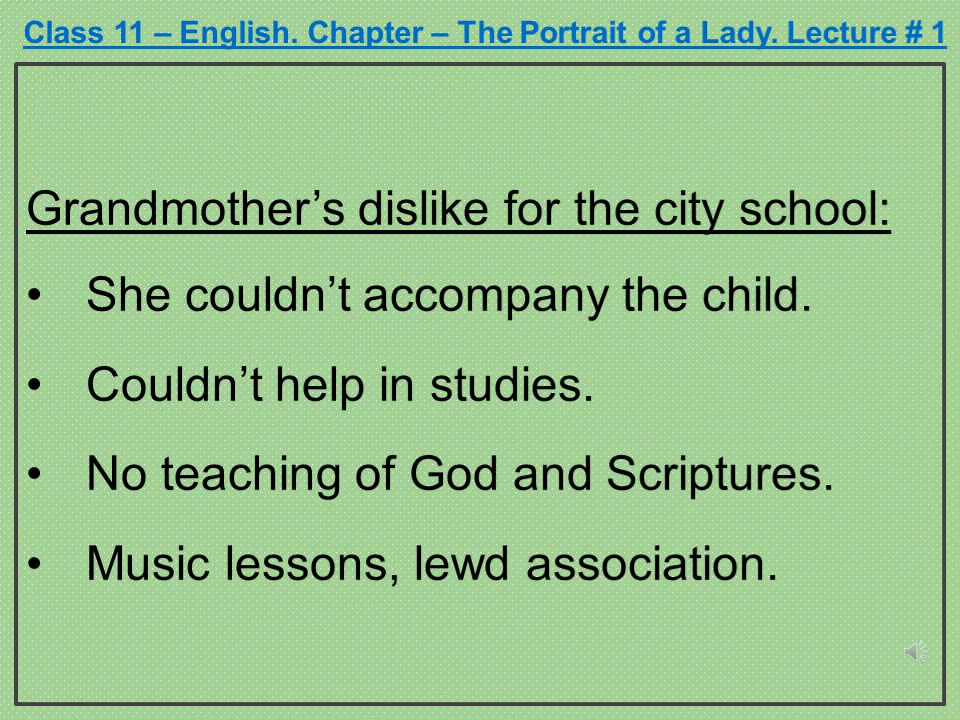 Class 11 – English. Chapter – The Portrait of a Lady. Lecture # 1
Grandmother’s dislike for the city school:
• She couldn’t accompany the child.
• Couldn’t help in studies.
• No teaching of God and Scriptures.
• Music lessons, lewd association.